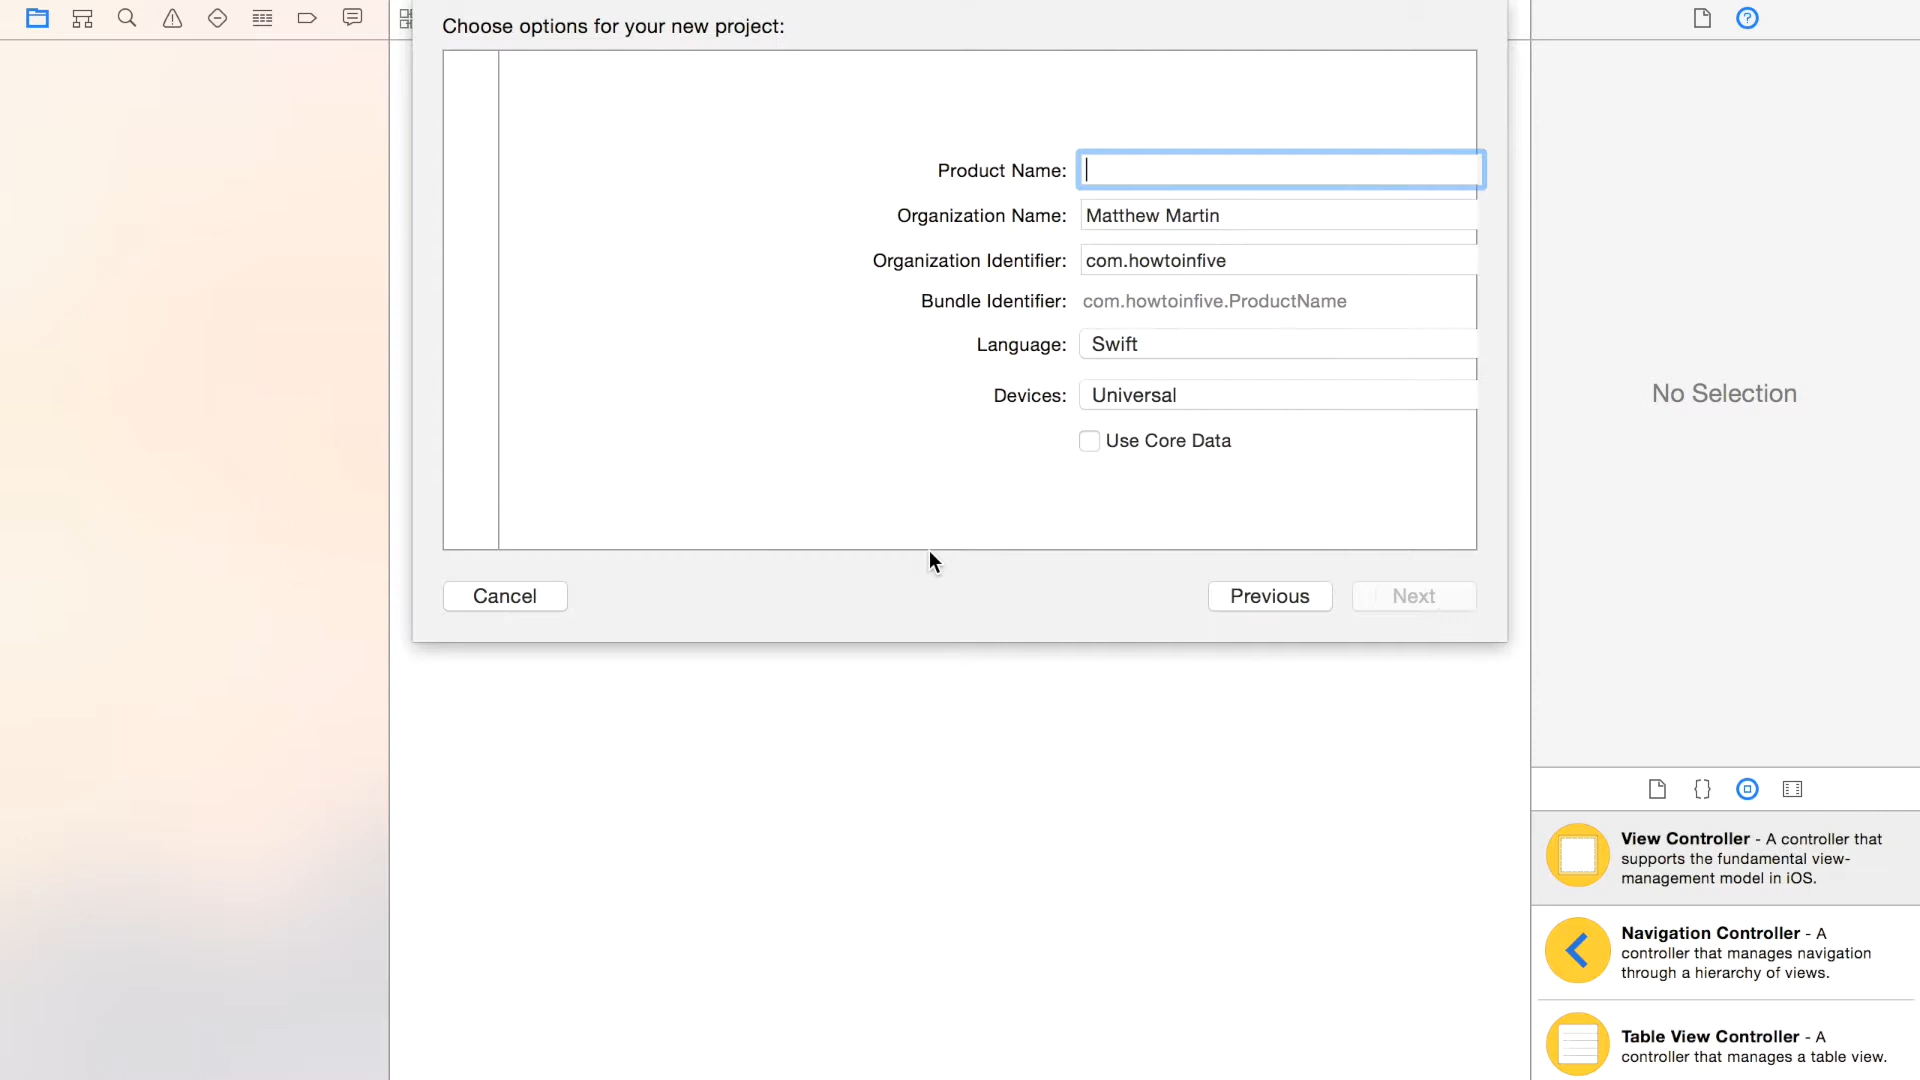 Choose options for your new project:
Product Name:
Organization Name: Matthew Martin
Organization Identifier: com.howtoinfive
Bundle Identifier: com.howtoinfive.ProductName
Language: Swift
Devices: Universal
Use Core Data
Cancel
Previous
Next
No Selection
View Controller - A controller that
supports the fundamental view-
management model in iOS.
Navigation Controller - A
controller that manages navigation
through a hierarchy of views.
Table View Controller - A
controller that manages a table view.